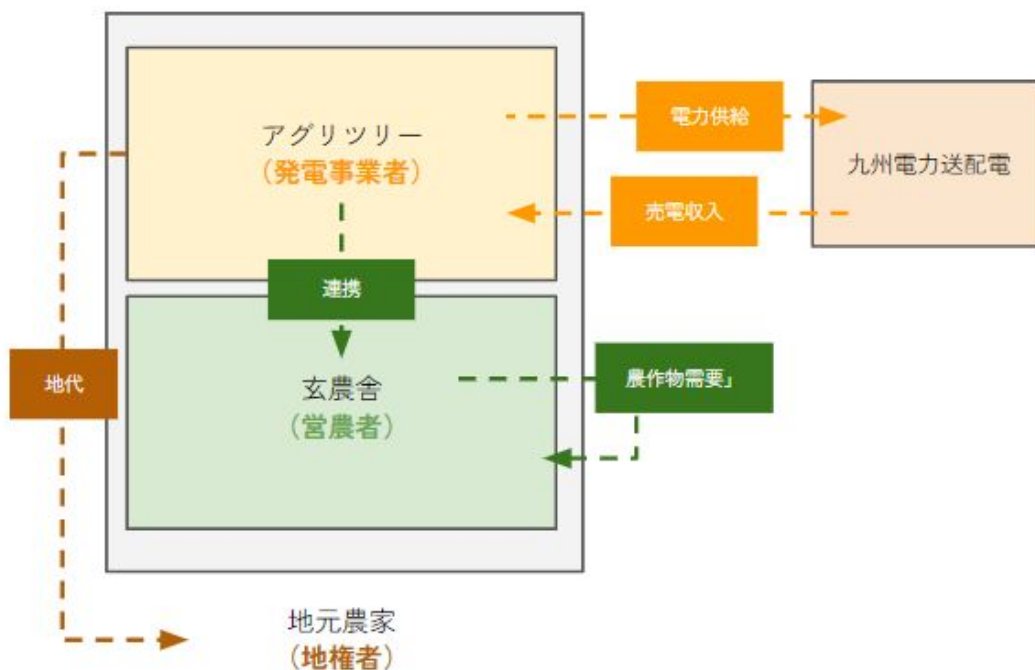 アグリツリー
（発電事業者）
電力供給
九州電力送配電
売電収入
連携
地代
玄農舎
（営農者）
農作物需要」
地元農家
（地権者）